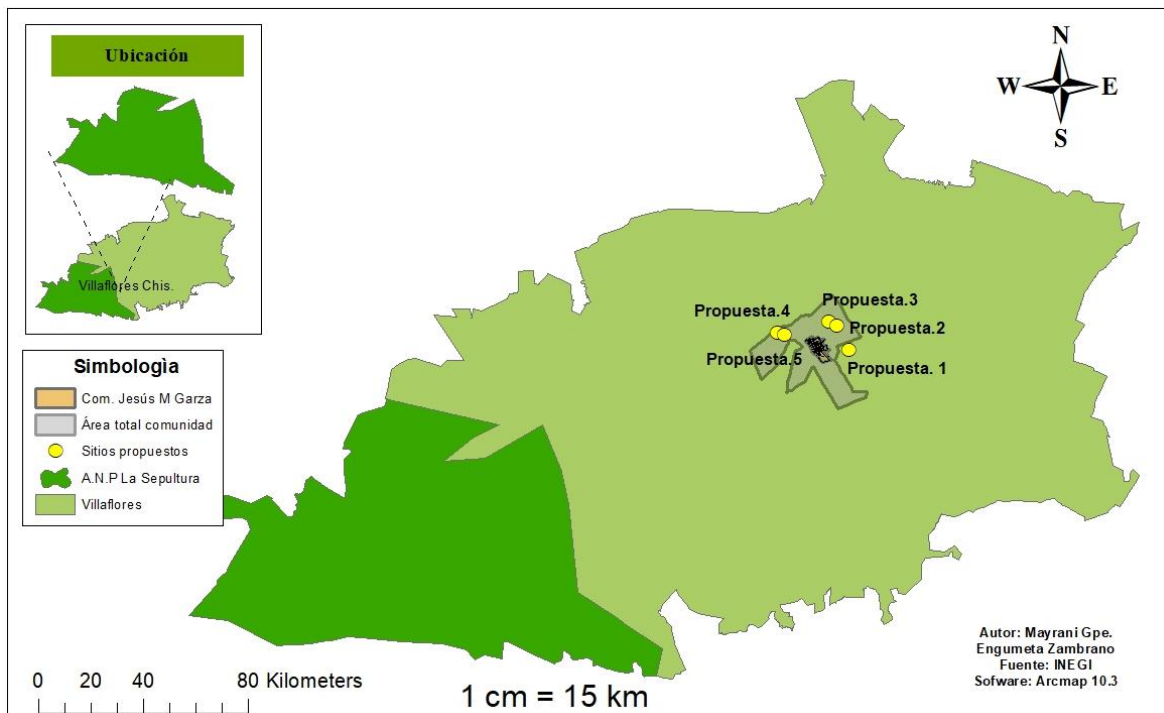 Ubicación
Villaflores Chis.
N
W E
S
Simbologìa
Com. Jesús M Garza
Área total comunidad
Sitios propuestos
A.N.P La Sepultura
Villaflores
Propuesta.3
Propuesta.4
Propuesta.2
Propuesta.5
Propuesta. 1
0 20 40 80 Kilometers
1 cm = 15 km
Autor: Mayrani Gpe.
Engumeta Zambrano
Fuente: INEGI
Sofware: Arcmap 10.3